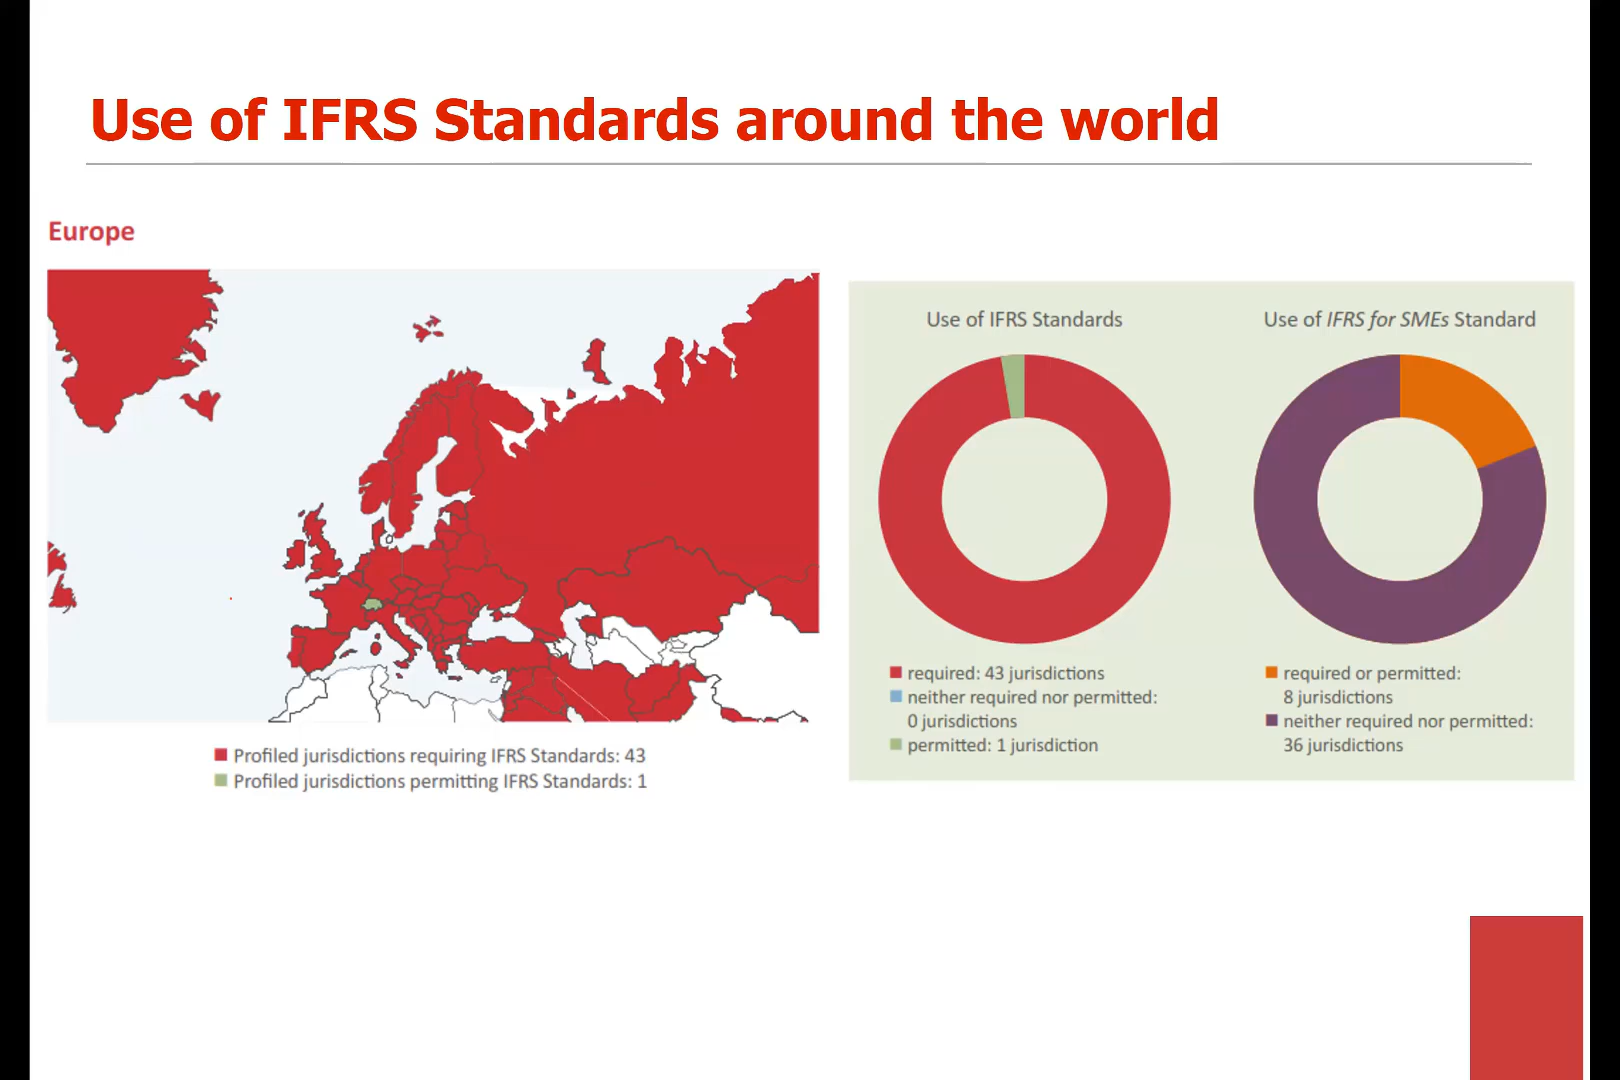 Use of IFRS Standards around the world
Europe
Profiled jurisdictions requiring IFRS Standards: 43
Profiled jurisdictions permitting IFRS Standards: 1
Use of IFRS Standards
required: 43 jurisdictions
neither required nor permitted:
0 jurisdictions
permitted: 1 jurisdiction
Use of IFRS for SMEs Standard
required or permitted:
8 jurisdictions
neither required nor permitted:
36 jurisdictions